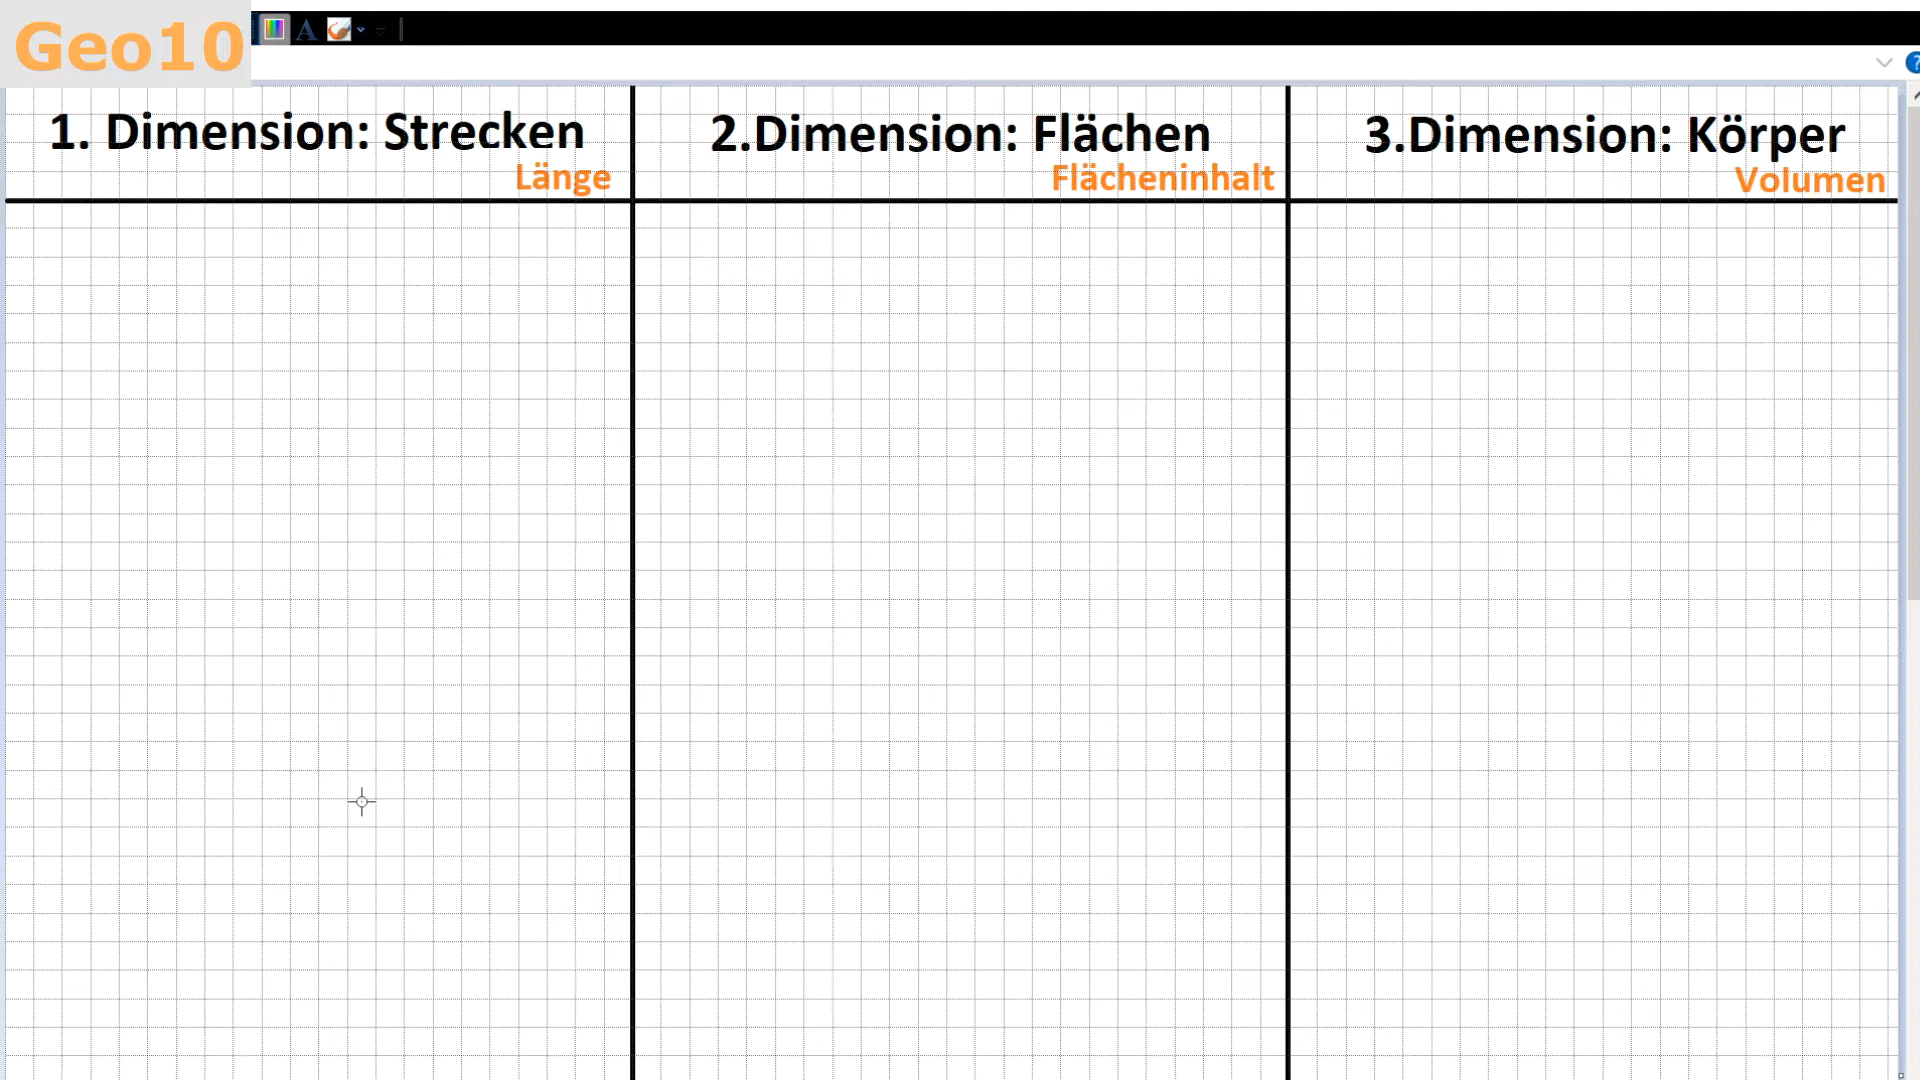 Geo10
1. Dimension: Strecken
Länge
2.Dimension: Flächen
Flächeninhalt
3.Dimension: Körper
Volumen